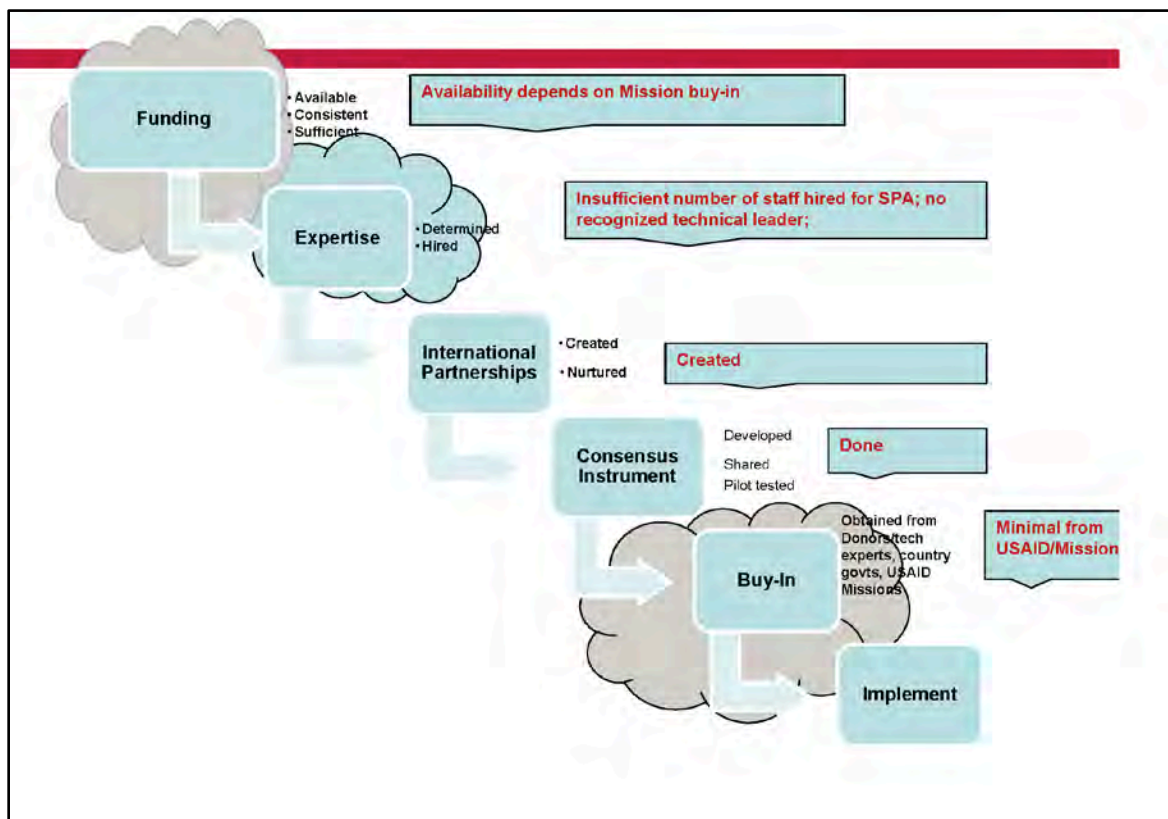 Funding
• Available
• Consistent
• Sufficient
Availability depends on Mission buy-in
Expertise
• Determined
• Hired
Insufficient number of staff hired for SPA; no
recognized technical leader;
International
Partnerships
• Created
• Nurtured
Created
Consensus
Instrument
Developed
Shared
Pilot tested
Done
Buy-In
Obtained from
Donors/tech
experts, country
govts, USAID
Missions
Minimal from
USAID/Mission
Implement